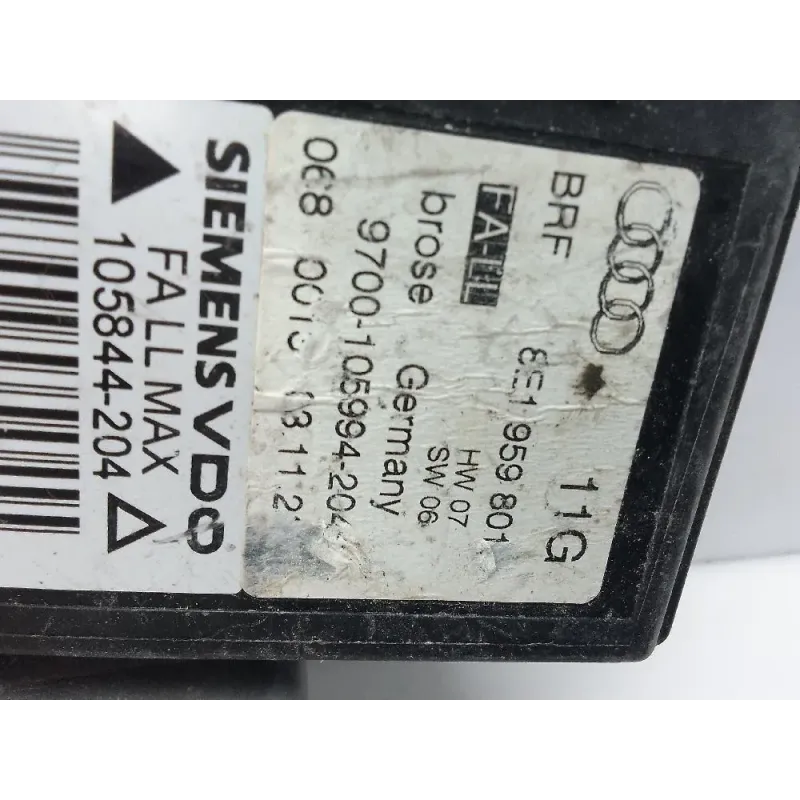 11G
BRF 8E1 959 801
FA LL HW 07
brose Germany SW 06
9700-105994-204
068
SIEMENS VDO
FA LL MAX
105844-204